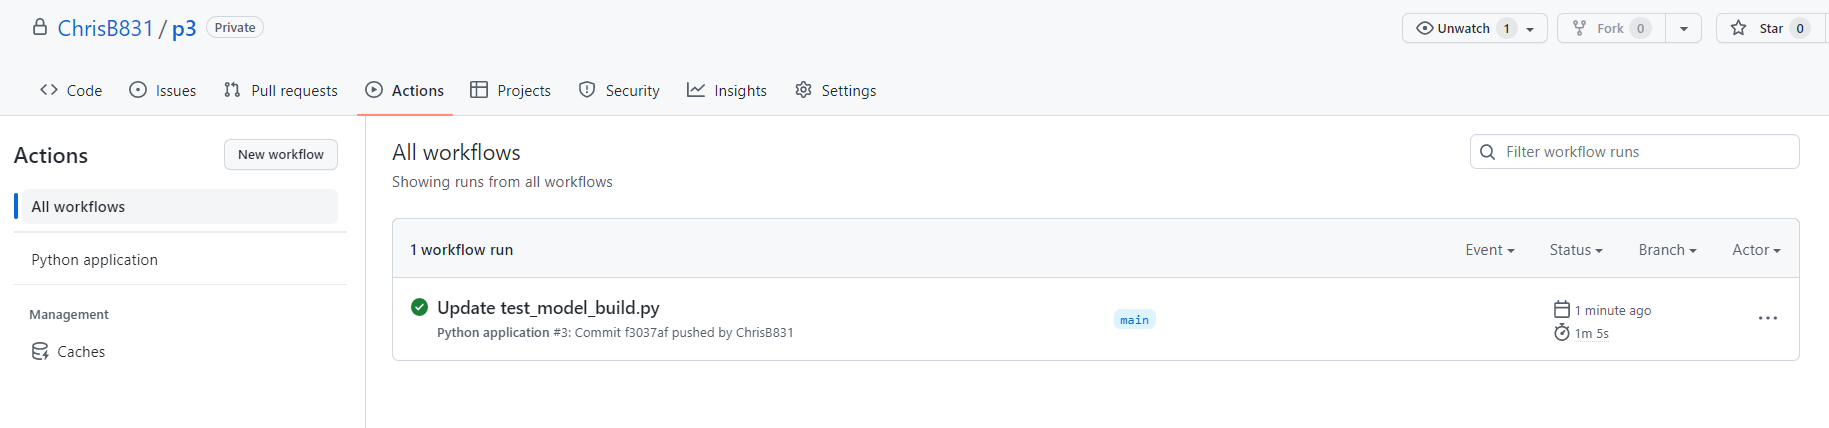 ChrisB831 / p3 Private
Unwatch 1 Fork 0 Star 0
Code Issues Pull requests Actions Projects Security Insights Settings
Actions
New workflow
All workflows
Python application
Management
Caches
All workflows
Showing runs from all workflows
Filter workflow runs
1 workflow run
Event Status Branch Actor
Update test_model_build.py
Python application #3: Commit f3037af pushed by ChrisB831
main
1 minute ago
1m 5s